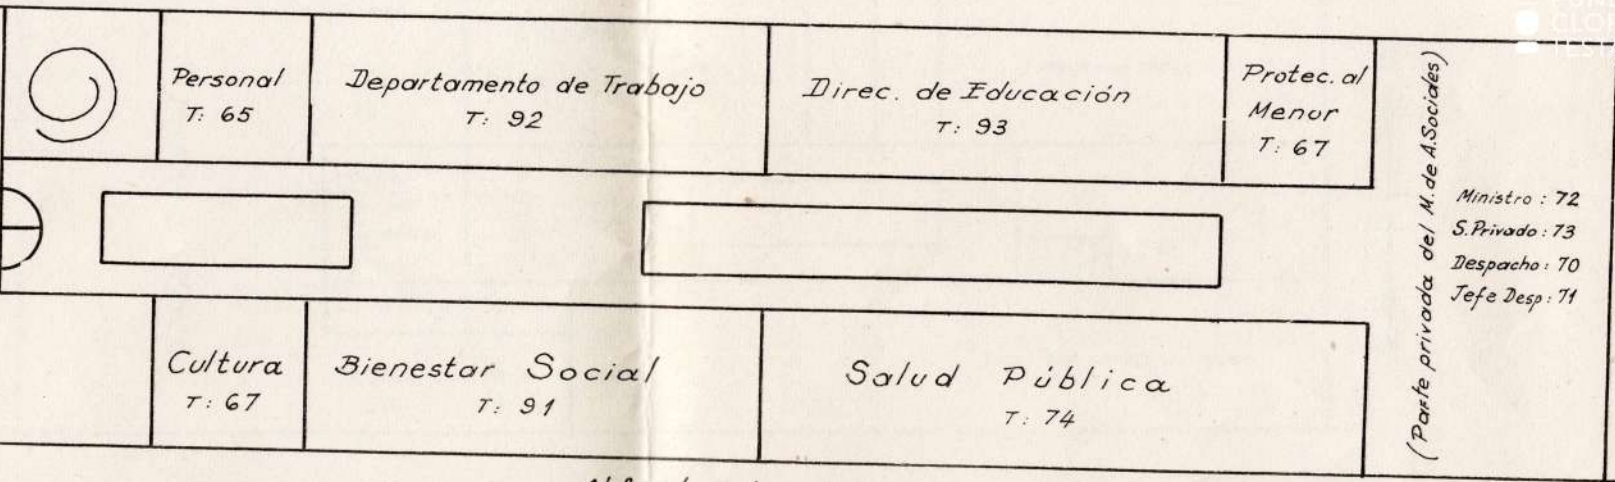 Personal
T: 65
Departamento de Trabajo
T: 92
Direc. de Educación
T: 93
Protec. al
Menor
T: 67
(Parte privada del M. de A.Sociales)
Ministro : 72
S.Privado : 73
Despacho : 70
Jefe Desp : 71
Cultura
T: 67
Bienestar Social
T: 91
Salud Pública
T: 74